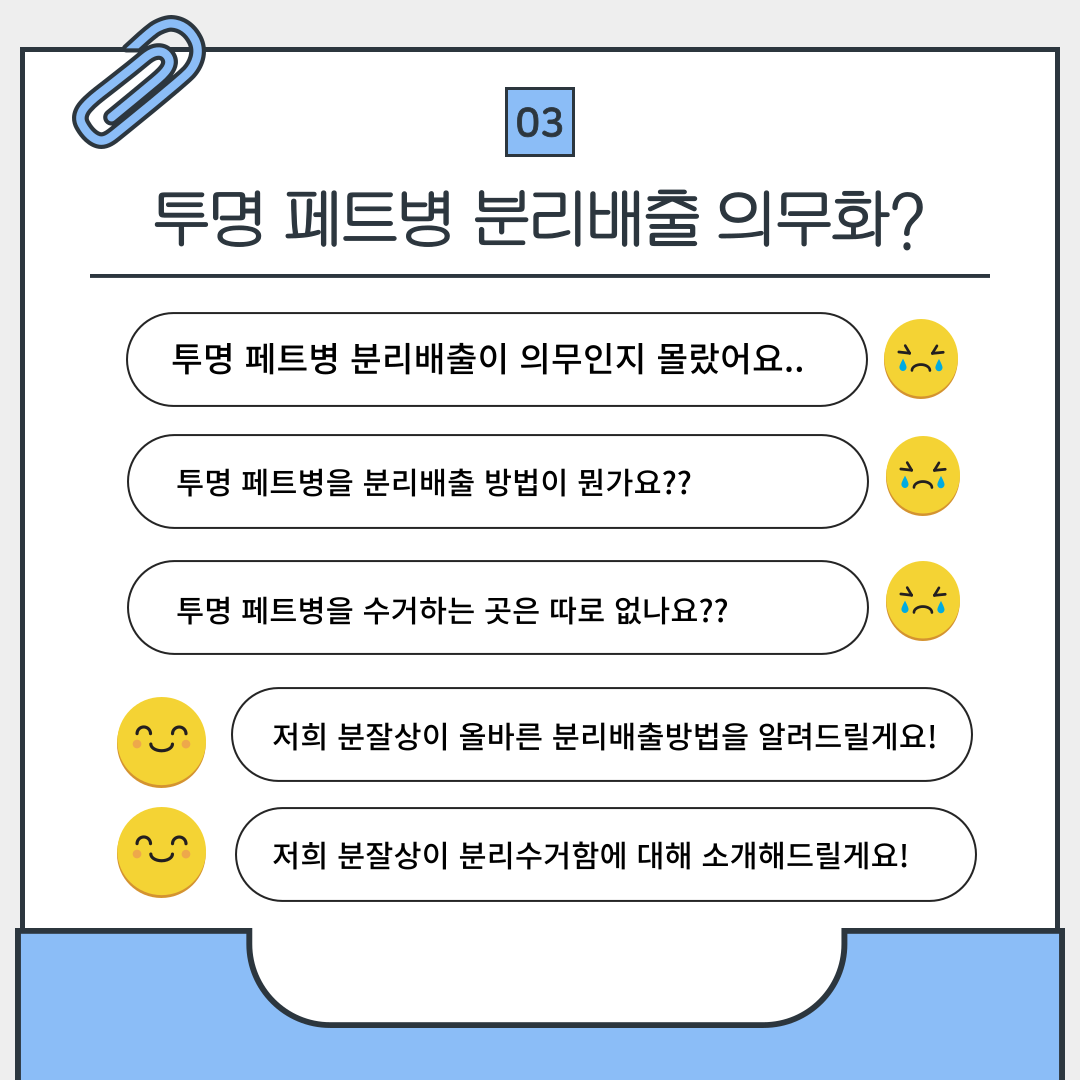 03
투명 페트병 분리배출 의무화?
투명 페트병 분리배출이 의무인지 몰랐어요..
투명 페트병을 분리배출 방법이 뭔가요??
투명 페트병을 수거하는 곳은 따로 없나요??
저희 분잘상이 올바른 분리배출방법을 알려드릴게요!
저희 분잘상이 분리수거함에 대해 소개해드릴게요!